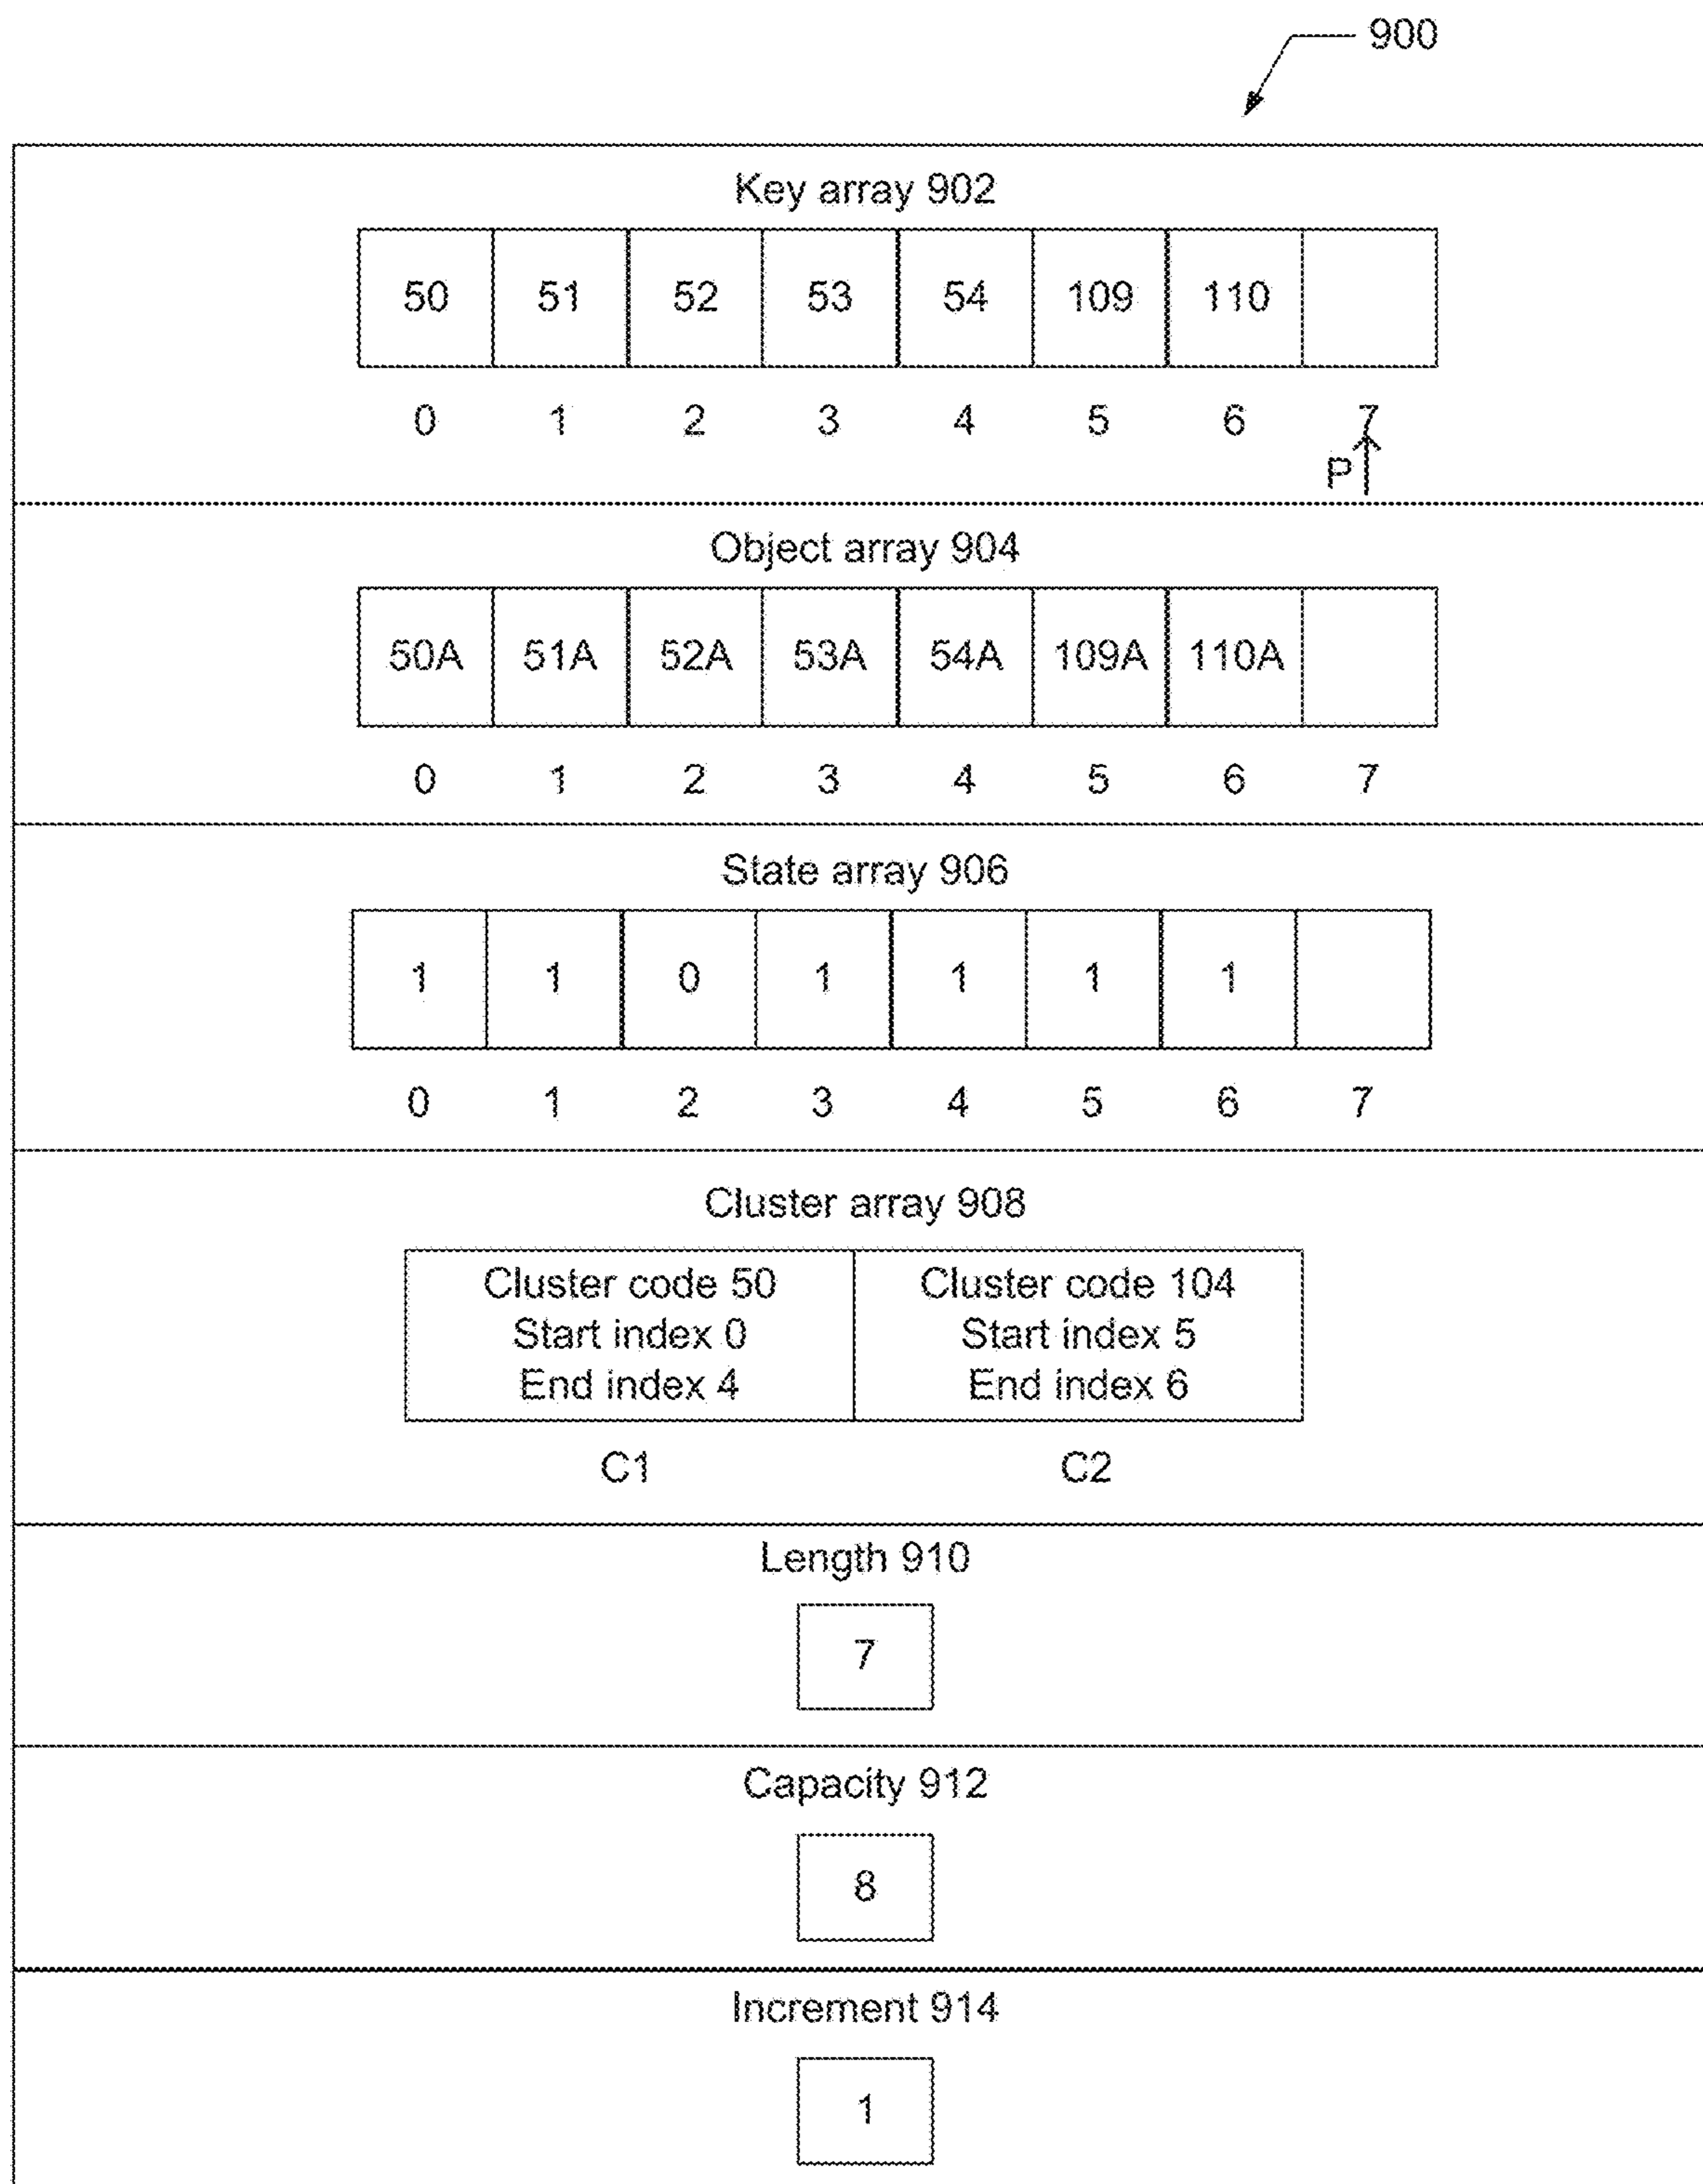 900
Key array 902
50 51 52 53 54 109 110
0 1 2 3 4 5 6 7
P
Object array 904
50A 51A 52A 53A 54A 109A 110A
0 1 2 3 4 5 6 7
State array 906
1 1 0 1 1 1 1
0 1 2 3 4 5 6 7
Cluster array 908
Cluster code 50 Cluster code 104
Start index 0 Start index 5
End index 4 End index 6
C1 C2
Length 910
7
Capacity 912
8
Increment 914
1